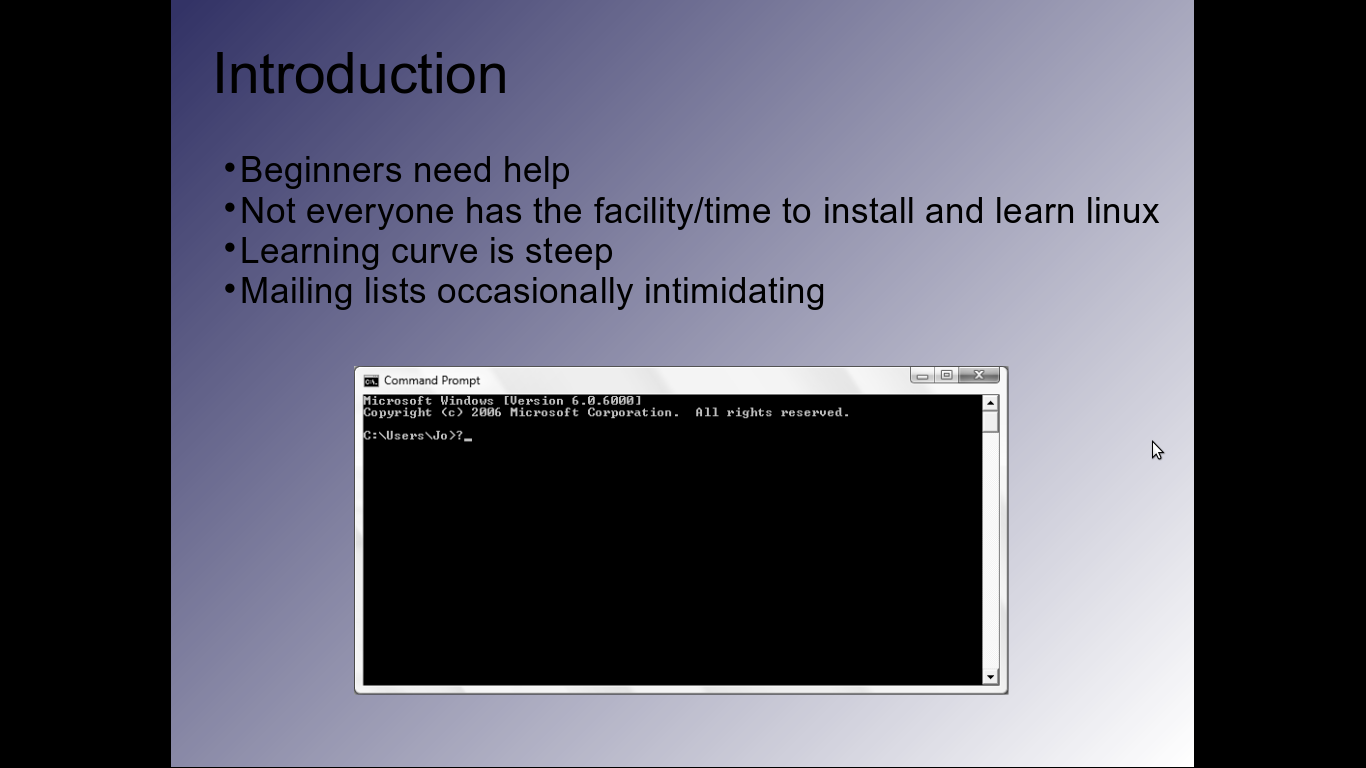 Introduction
•Beginners need help
•Not everyone has the facility/time to install and learn linux
•Learning curve is steep
•Mailing lists occasionally intimidating
C:\. Command Prompt
Microsoft Windows [Version 6.0.6000]
Copyright (c) 2006 Microsoft Corporation.  All rights reserved.
C:\Users\Jo>?_